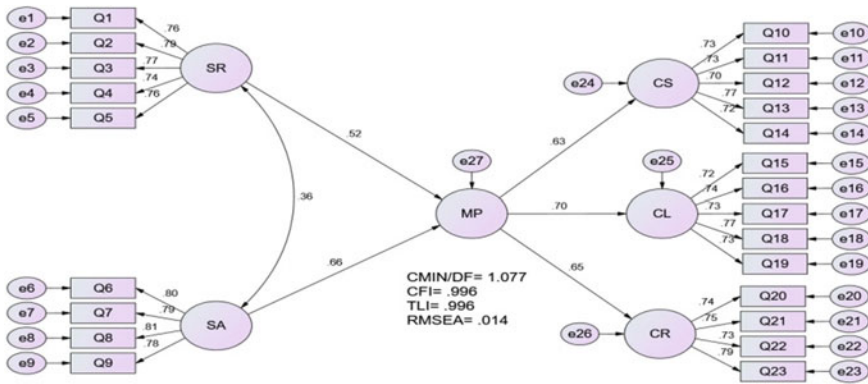 e1 Q1 .76
e2 Q2 .79
e3 Q3 .77
e4 Q4 .74
e5 Q5 .76
SR
.52
.36
e6 Q6 .80
e7 Q7 .79
e8 Q8 .81
e9 Q9 .78
SA
.66
e27
MP
CMIN/DF= 1.077
CFI= .996
TLI= .996
RMSEA= .014
.63
.70
.65
e24
CS
.73 Q10 e10
.73 Q11 e11
.70 Q12 e12
.77 Q13 e13
.72 Q14 e14
e25
CL
.72 Q15 e15
.74 Q16 e16
.73 Q17 e17
.77 Q18 e18
.73 Q19 e19
e26
CR
.74 Q20 e20
.75 Q21 e21
.73 Q22 e22
.79 Q23 e23